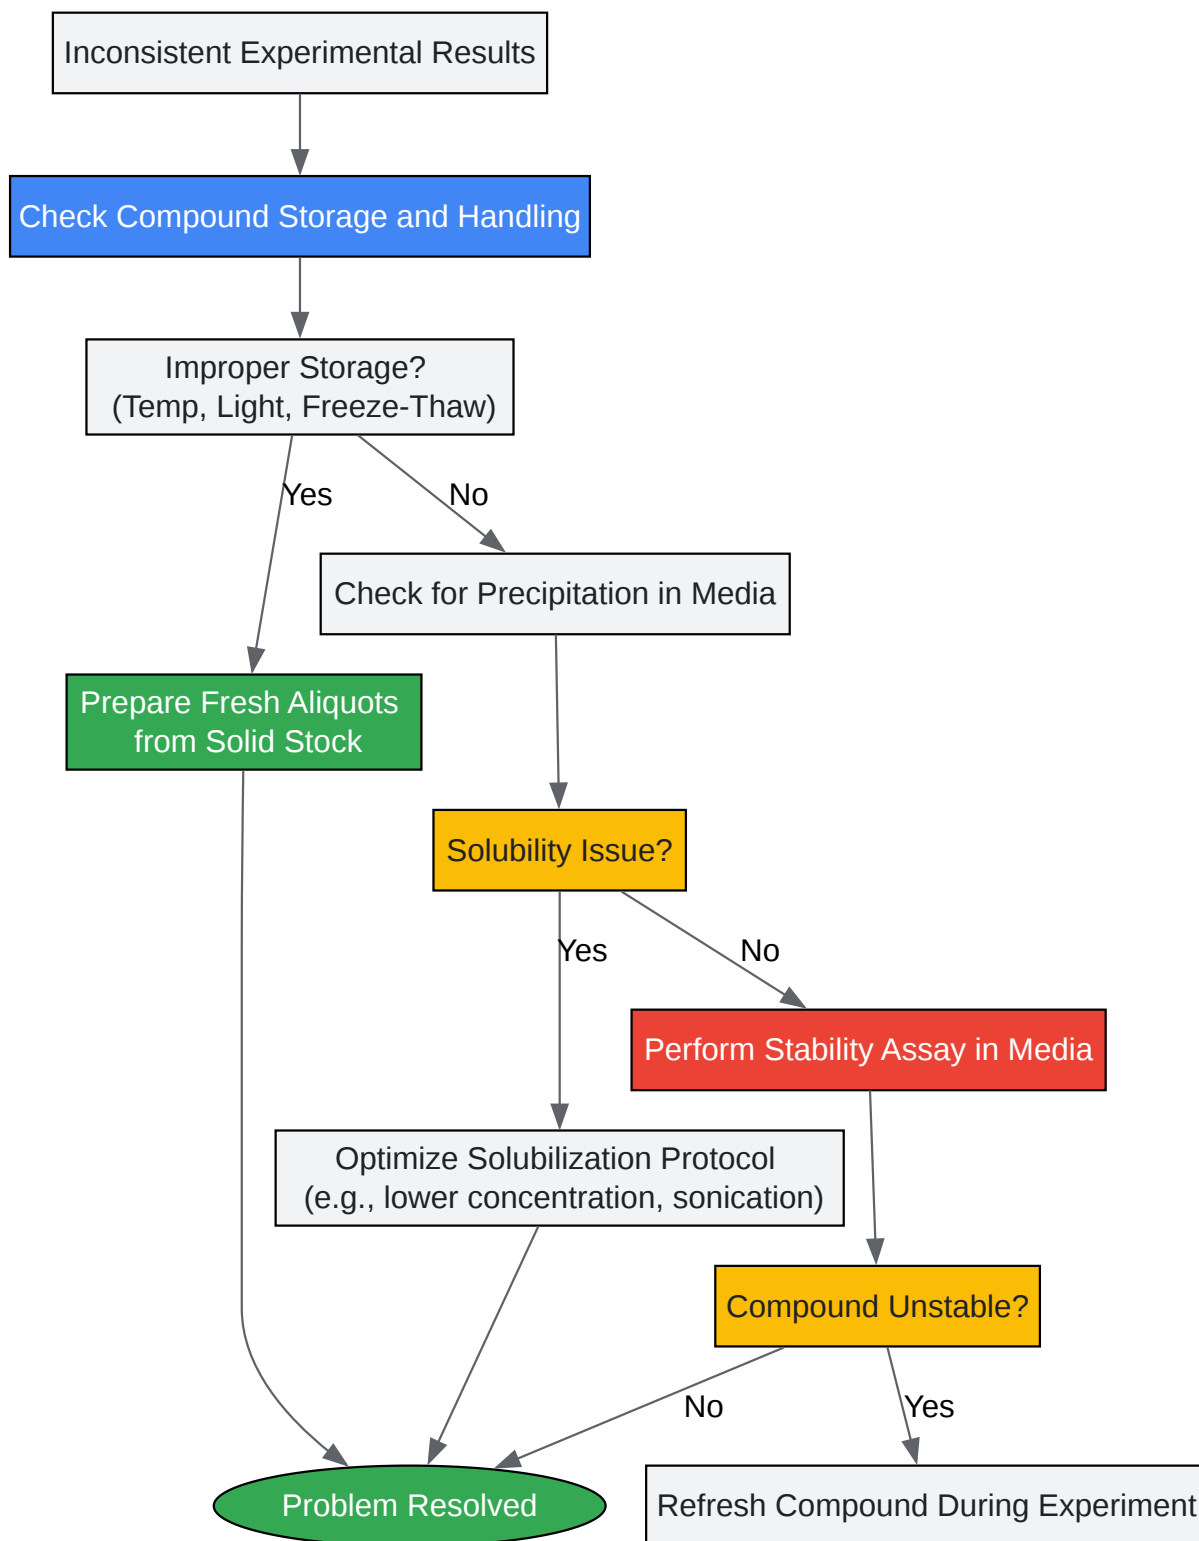 Inconsistent Experimental Results
Check Compound Storage and Handling
Improper Storage?
(Temp, Light, Freeze-Thaw)
Yes
No
Check for Precipitation in Media
Prepare Fresh Aliquots
from Solid Stock
Solubility Issue?
Yes
No
Perform Stability Assay in Media
Optimize Solubilization Protocol
(e.g., lower concentration, sonication)
Compound Unstable?
No
Yes
Problem Resolved
Refresh Compound During Experiment